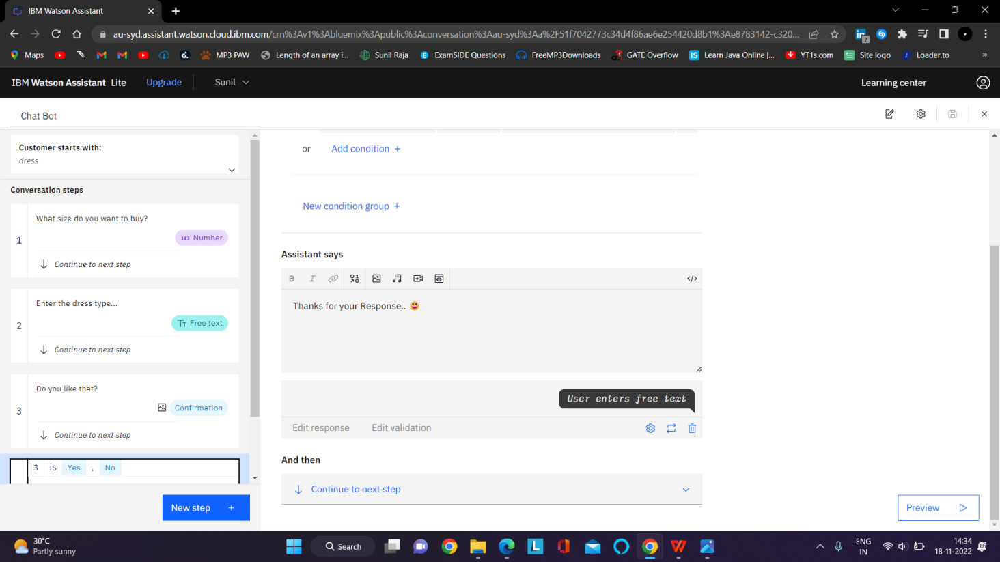 IBM Watson Assistant
au-syd.assistant.watson.cloud.ibm.com/crn%3Av1%3Abluemix%3Apublic%3Aconversation%3Aau-syd%3Aa%2F51f7042773c34d4f86ae6e254420d8b1%3Ae8783142-c320...
Maps
MP3 PAW
Length of an array i...
Sunil Raja
ExamSIDE Questions
FreeMP3Downloads
GATE Overflow
Learn Java Online |...
YT1s.com
Site logo
Loader.to
»
IBM Watson Assistant Lite
Upgrade
Sunil
Learning center
Chat Bot
Customer starts with:
dress
Conversation steps
1
What size do you want to buy?
123 Number
Continue to next step
2
Enter the dress type...
Free text
Continue to next step
3
Do you like that?
Confirmation
Continue to next step
3 is Yes , No
New step +
or Add condition +
New condition group +
Assistant says
B I
</>
Thanks for your Response.. 😀
User enters free text
Edit response Edit validation
And then
Continue to next step
Preview
30°C
Partly sunny
Search
ENG
IN
14:34
18-11-2022